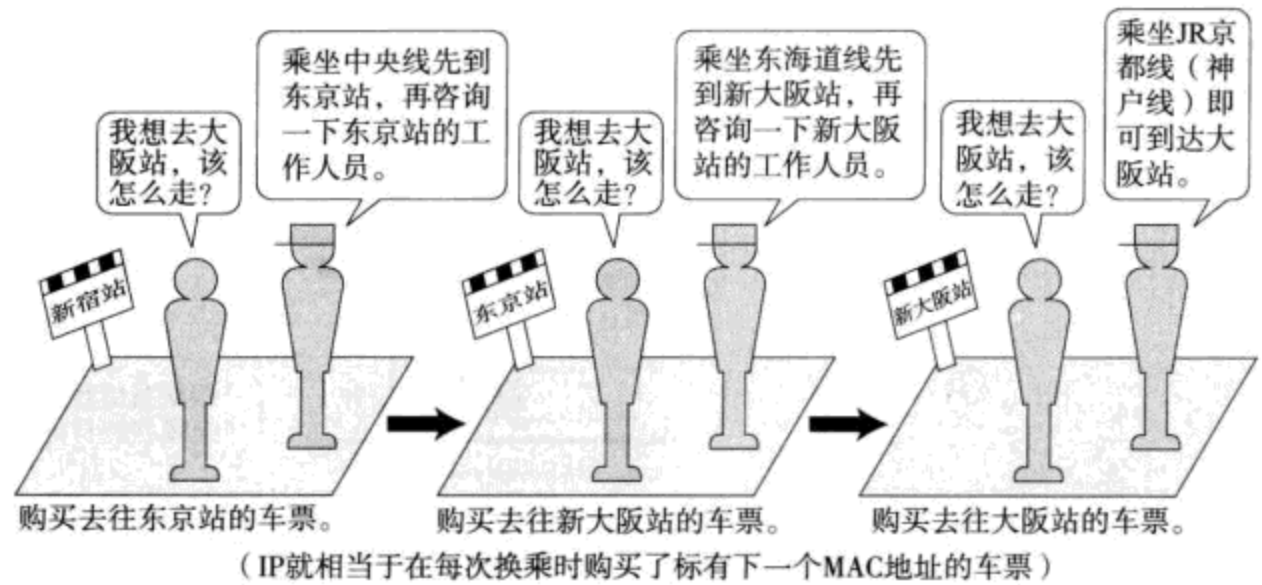 我想去大
阪站，该
怎么走？
乘坐中央线先到
东京站，再咨询
一下东京站的工
作人员。
新宿站
购买去往东京站的车票。
我想去大
阪站，该
怎么走？
乘坐东海道线先
到新大阪站，再
咨询一下新大阪
站的工作人员。
东京站
购买去往新大阪站的车票。
我想去大
阪站，该
怎么走？
乘坐JR京
都线（神
户线）即
可到达大
阪站。
新大阪站
购买去往大阪站的车票。
（IP就相当于在每次换乘时购买了标有下一个MAC地址的车票）